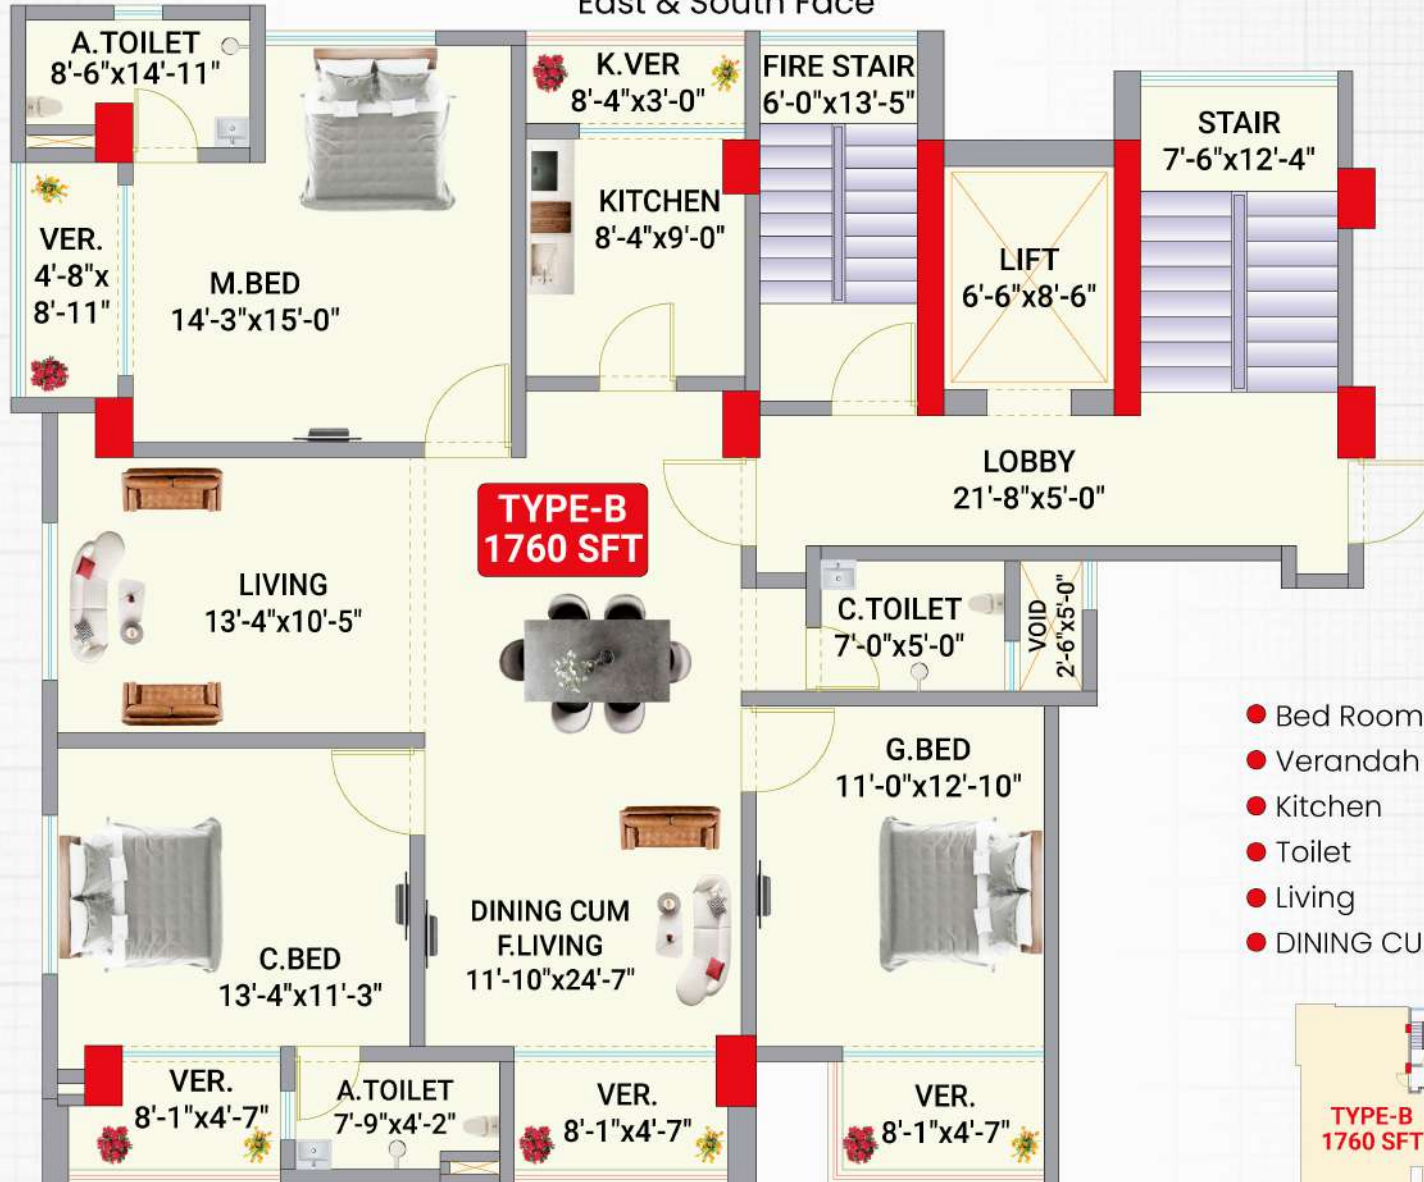 East & South Face
A.TOILET
8'-6"x14'-11"
K.VER
8'-4"x3'-0"
FIRE STAIR
6'-0"x13'-5"
STAIR
7'-6"x12'-4"
VER.
4'-8"x
8'-11"
M.BED
14'-3"x15'-0"
KITCHEN
8'-4"x9'-0"
LIFT
6'-6"x8'-6"
LOBBY
21'-8"x5'-0"
TYPE-B
1760 SFT
LIVING
13'-4"x10'-5"
C.TOILET
7'-0"x5'-0"
VOID
2'-6"x5'-0"
G.BED
11'-0"x12'-10"
Bed Room
Verandah
Kitchen
Toilet
Living
DINING CU
DINING CUM
F.LIVING
11'-10"x24'-7"
C.BED
13'-4"x11'-3"
VER.
8'-1"x4'-7"
A.TOILET
7'-9"x4'-2"
VER.
8'-1"x4'-7"
VER.
8'-1"x4'-7"
TYPE-B
1760 SFT